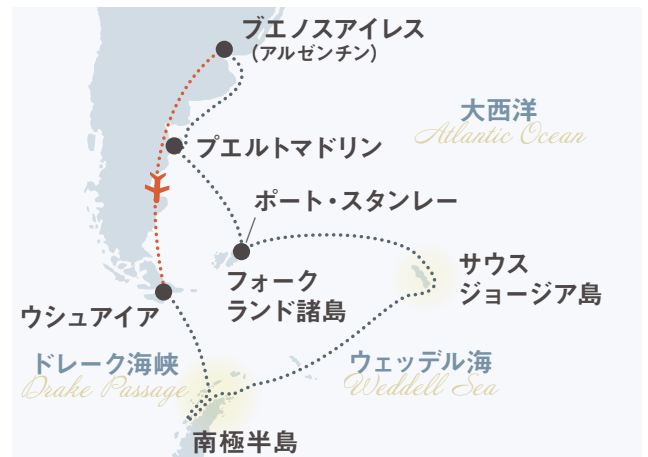 ブエノスアイレス
(アルゼンチン)
大西洋
Atlantic Ocean
プエルトマドリン
ポート・スタンレー
フォーク
ランド諸島
サウス
ジョージア島
ウシュアイア
ドレーク海峡
Drake Passage
ウェッデル海
Weddell Sea
南極半島